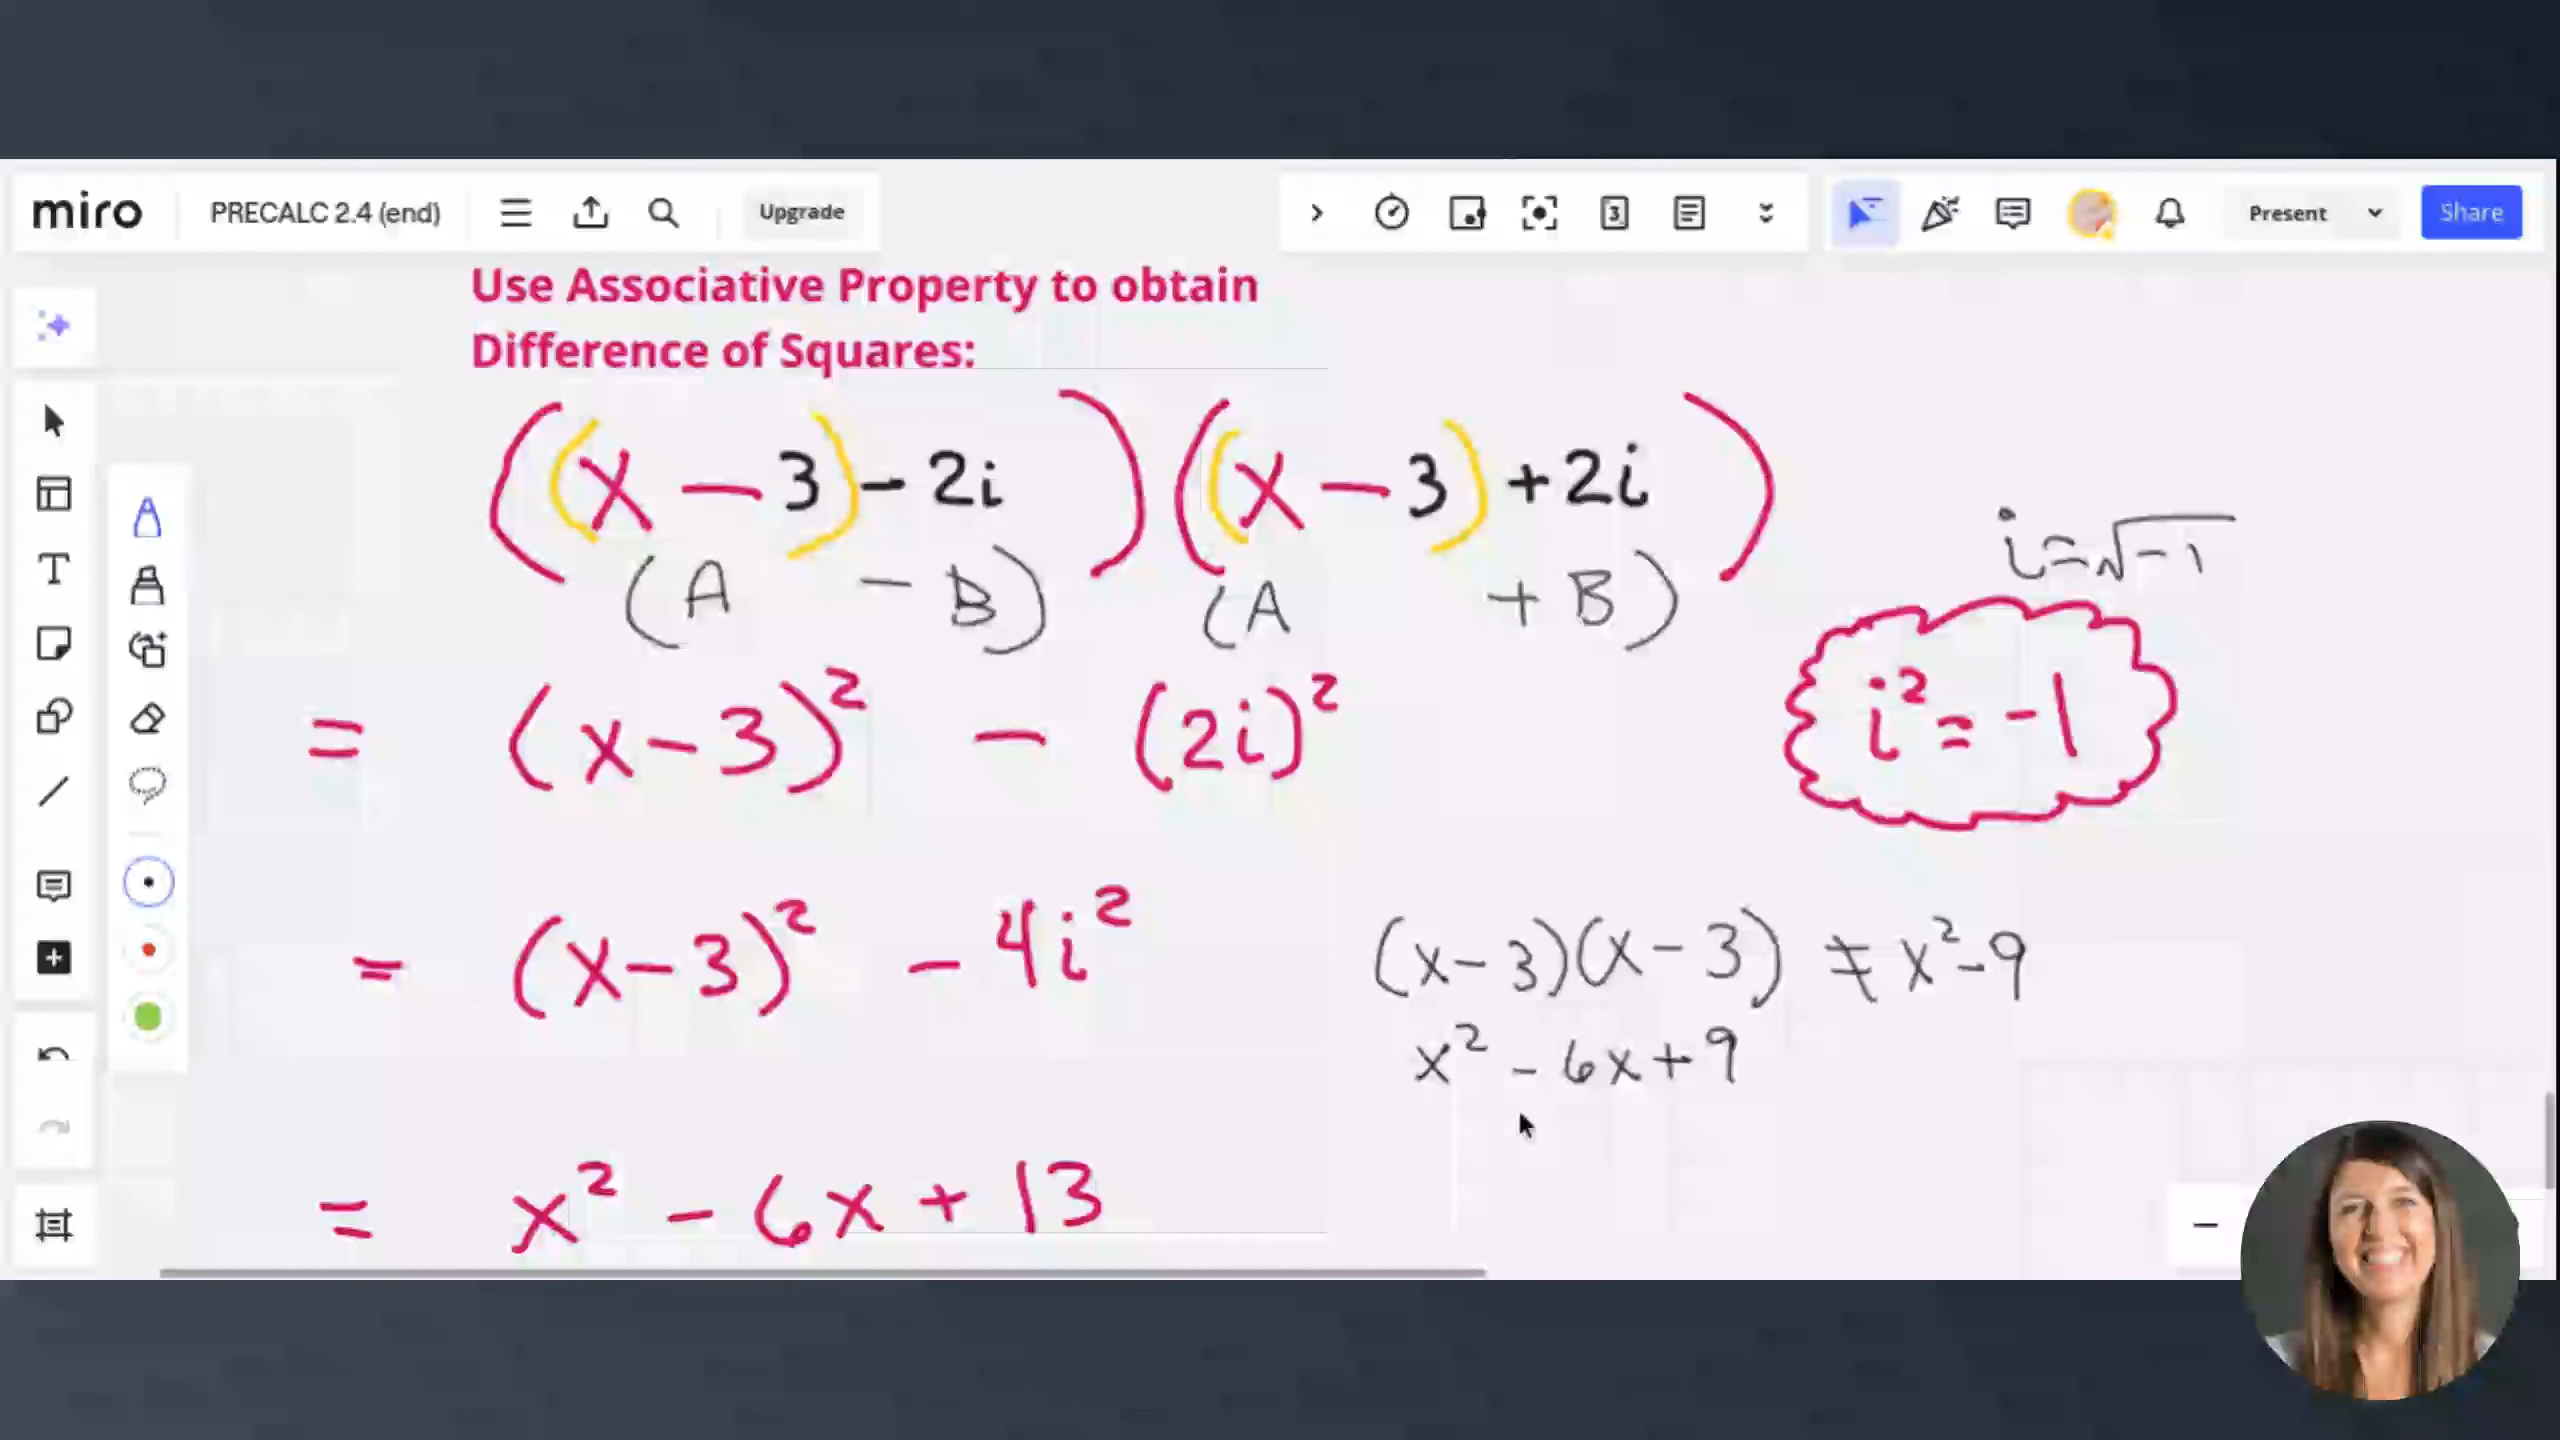 miro PRECALC 2.4 (end) Upgrade 3 Present Share
Use Associative Property to obtain
Difference of Squares:
((x - 3) - 2i) ((x - 3) + 2i)
(A - B) (A + B)
i = √-1
= (x - 3)² - (2i)²
i² = -1
= (x - 3)² - 4i²
(x - 3)(x - 3) ≠ x² - 9
x² - 6x + 9
= x² - 6x + 13